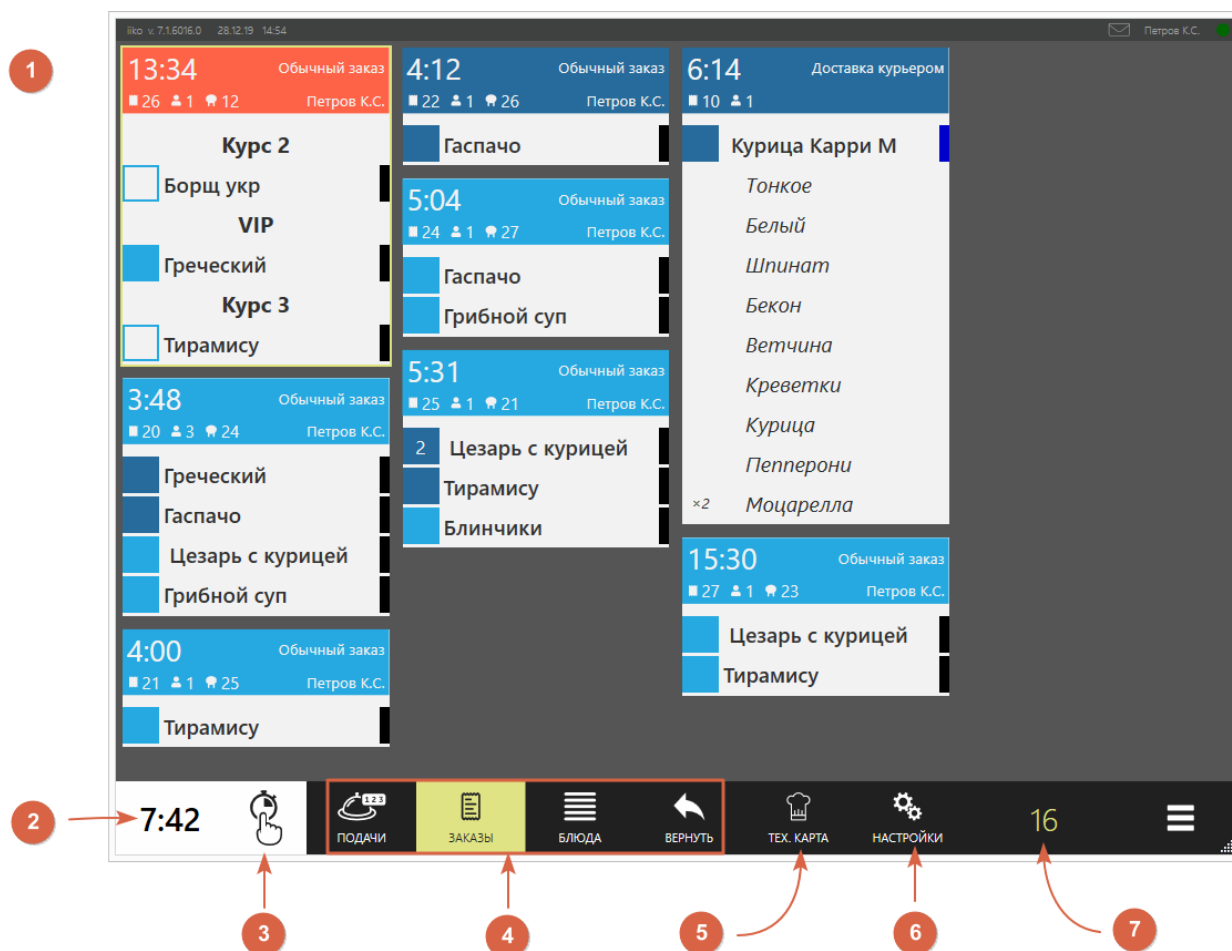 iiko v. 7.1.6016.0 28.12.19 14:54 Петров К.С.
1
13:34 Обычный заказ
26 1 12 Петров К.С.
Курс 2
Борщ укр
VIP
Греческий
Курс 3
Тирамису
3:48 Обычный заказ
20 3 24 Петров К.С.
Греческий
Гаспачо
Цезарь с курицей
Грибной суп
4:00 Обычный заказ
21 1 25 Петров К.С.
Тирамису
4:12 Обычный заказ
22 1 26 Петров К.С.
Гаспачо
5:04 Обычный заказ
24 1 27 Петров К.С.
Гаспачо
Грибной суп
5:31 Обычный заказ
25 1 21 Петров К.С.
2 Цезарь с курицей
Тирамису
Блинчики
6:14 Доставка курьером
10 1
Курица Карри М
Тонкое
Белый
Шпинат
Бекон
Ветчина
Креветки
Курица
Пепперони
×2 Моцарелла
15:30 Обычный заказ
27 1 23 Петров К.С.
Цезарь с курицей
Тирамису
2
7:42
123
ПОДАЧИ
ЗАКАЗЫ
БЛЮДА
ВЕРНУТЬ
ТЕХ. КАРТА
НАСТРОЙКИ
16
3
4
5
6
7